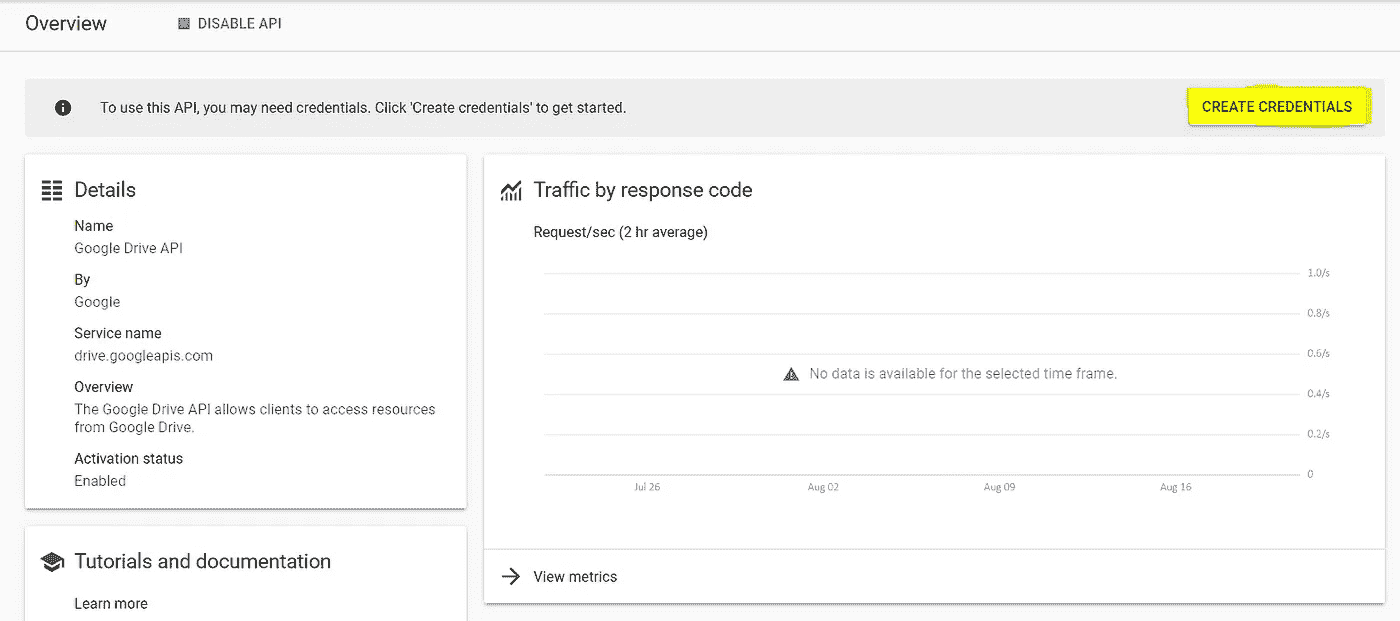 Overview
DISABLE API
To use this API, you may need credentials. Click 'Create credentials' to get started.
CREATE CREDENTIALS
Details
Name
Google Drive API
By
Google
Service name
drive.googleapis.com
Overview
The Google Drive API allows clients to access resources
from Google Drive.
Activation status
Enabled
Tutorials and documentation
Learn more
Traffic by response code
Request/sec (2 hr average)
1.0/s
0.8/s
0.6/s
No data is available for the selected time frame.
0.4/s
0.2/s
0
Jul 26
Aug 02
Aug 09
Aug 16
View metrics